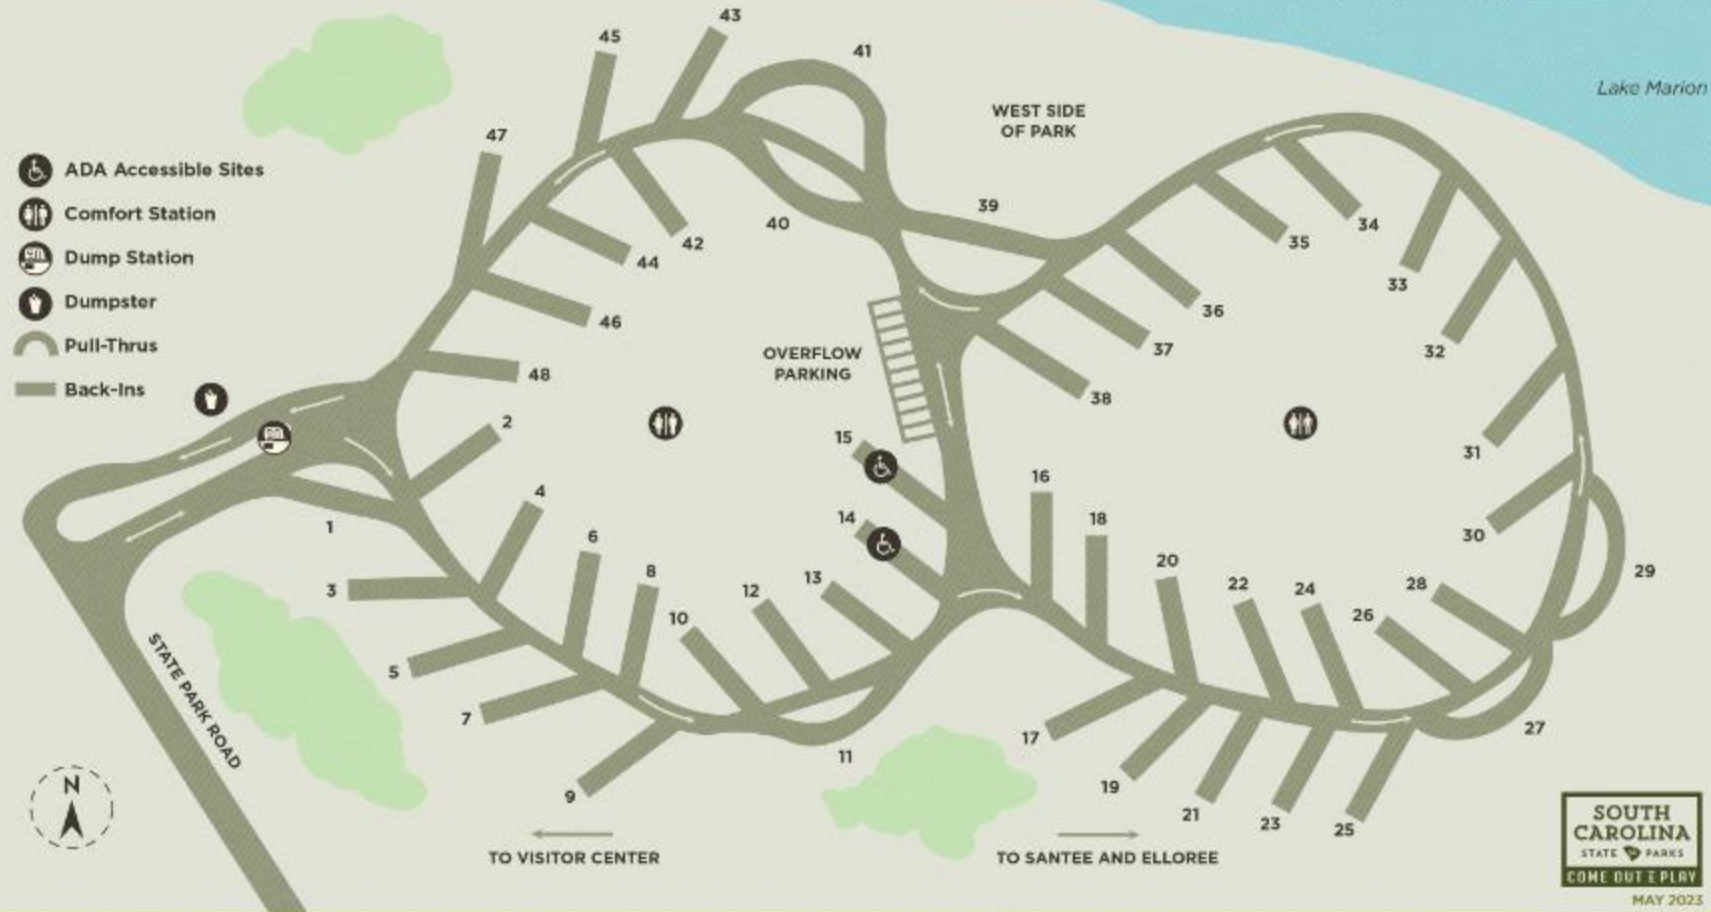 43
45
41
Lake Marion
WEST SIDE
OF PARK
47
ADA Accessible Sites
Comfort Station
Dump Station
Dumpster
Pull-Thrus
Back-Ins
39
40
42
44
46
48
35
34
33
36
37
32
38
OVERFLOW
PARKING
2
15
31
16
4
14
1
18
30
6
20
29
8
13
3
12
22
24
28
10
26
5
7
17
27
11
9
19
21
23
25
STATE PARK ROAD
N
TO VISITOR CENTER
TO SANTEE AND ELLOREE
SOUTH
CAROLINA
STATE PARKS
COME OUT & PLAY
MAY 2023